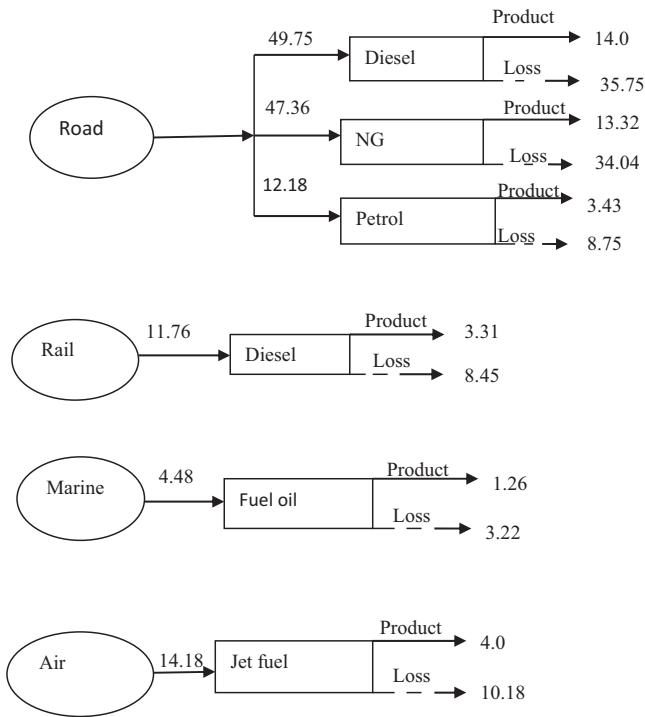 Product
49.75
14.0
Diesel
Loss
35.75
47.36
Product
13.32
Road
NG
Loss
34.04
12.18
Product
3.43
Petrol
Loss
8.75
11.76
Product
3.31
Rail
Diesel
Loss
8.45
4.48
Product
1.26
Marine
Fuel oil
Loss
3.22
Product
4.0
Air
14.18
Jet fuel
Loss
10.18